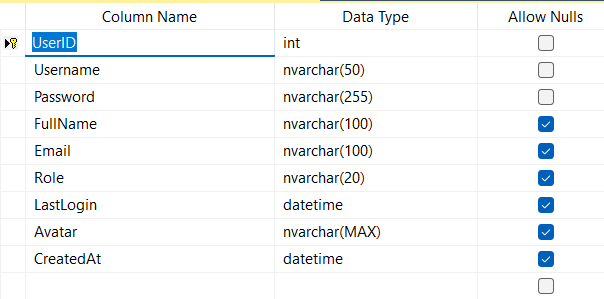 Column Name Data Type Allow Nulls
UserID int
Username nvarchar(50)
Password nvarchar(255)
FullName nvarchar(100)
Email nvarchar(100)
Role nvarchar(20)
LastLogin datetime
Avatar nvarchar(MAX)
CreatedAt datetime